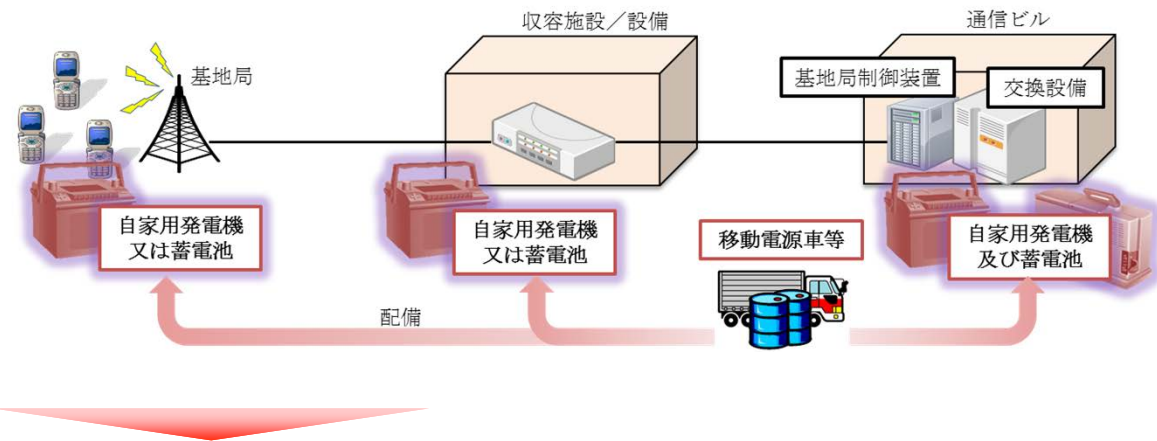 収容施設／設備
通信ビル
基地局
基地局制御装置
交換設備
自家用発電機
又は蓄電池
自家用発電機
又は蓄電池
移動電源車等
自家用発電機
及び蓄電池
配備